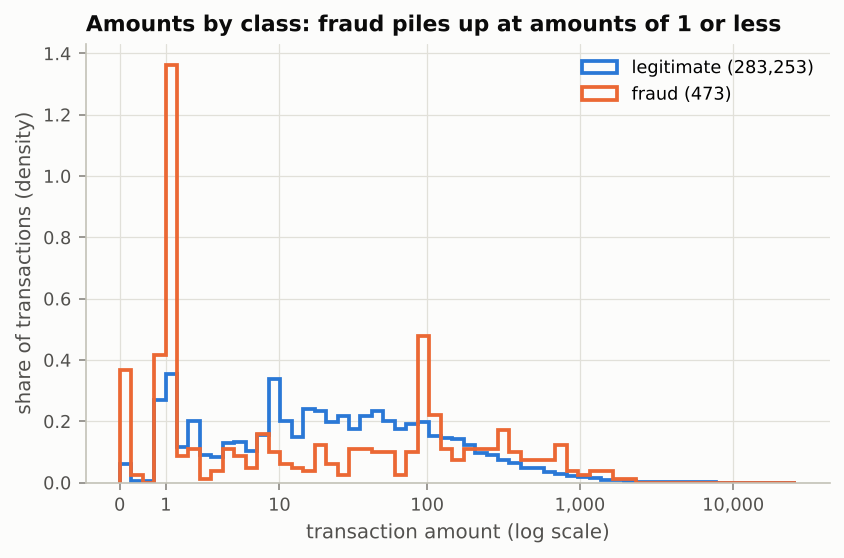 Amounts by class: fraud piles up at amounts of 1 or less
legitimate (283,253)
fraud (473)
share of transactions (density)
1.4
1.2
1.0
0.8
0.6
0.4
0.2
0.0
0 1 10 100 1,000 10,000
transaction amount (log scale)